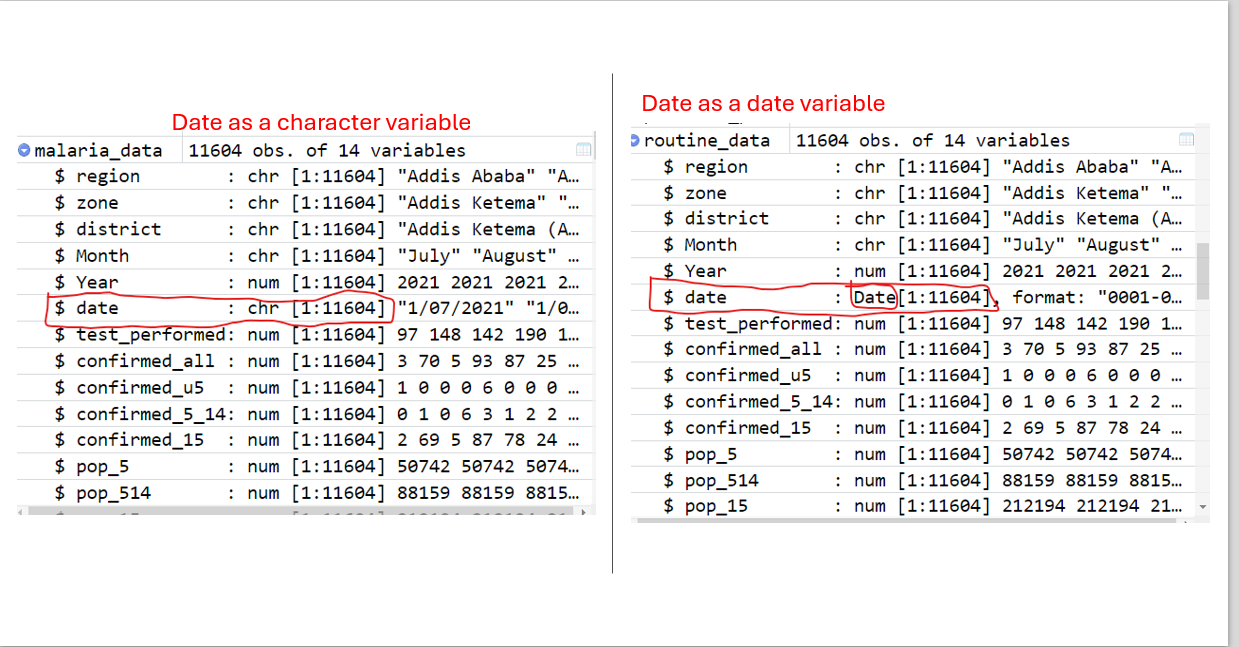 Date as a character variable
malaria_data 11604 obs. of 14 variables
$ region : chr [1:11604] "Addis Ababa" "A…
$ zone : chr [1:11604] "Addis Ketema" "…
$ district : chr [1:11604] "Addis Ketema (A…
$ Month : chr [1:11604] "July" "August" …
$ Year : num [1:11604] 2021 2021 2021 2…
$ date : chr [1:11604] "1/07/2021" "1/0…
$ test_performed: num [1:11604] 97 148 142 190 1…
$ confirmed_all : num [1:11604] 3 70 5 93 87 25 …
$ confirmed_u5 : num [1:11604] 1 0 0 0 6 0 0 0 …
$ confirmed_5_14: num [1:11604] 0 1 0 6 3 1 2 2 …
$ confirmed_15 : num [1:11604] 2 69 5 87 78 24 …
$ pop_5 : num [1:11604] 50742 50742 5074…
$ pop_514 : num [1:11604] 88159 88159 8815…
Date as a date variable
routine_data 11604 obs. of 14 variables
$ region : chr [1:11604] "Addis Ababa" "A…
$ zone : chr [1:11604] "Addis Ketema" "…
$ district : chr [1:11604] "Addis Ketema (A…
$ Month : chr [1:11604] "July" "August" …
$ Year : num [1:11604] 2021 2021 2021 2…
$ date : Date[1:11604], format: "0001-0…
$ test_performed: num [1:11604] 97 148 142 190 1…
$ confirmed_all : num [1:11604] 3 70 5 93 87 25 …
$ confirmed_u5 : num [1:11604] 1 0 0 0 6 0 0 0 …
$ confirmed_5_14: num [1:11604] 0 1 0 6 3 1 2 2 …
$ confirmed_15 : num [1:11604] 2 69 5 87 78 24 …
$ pop_5 : num [1:11604] 50742 50742 5074…
$ pop_514 : num [1:11604] 88159 88159 8815…
$ pop_15 : num [1:11604] 212194 212194 21…